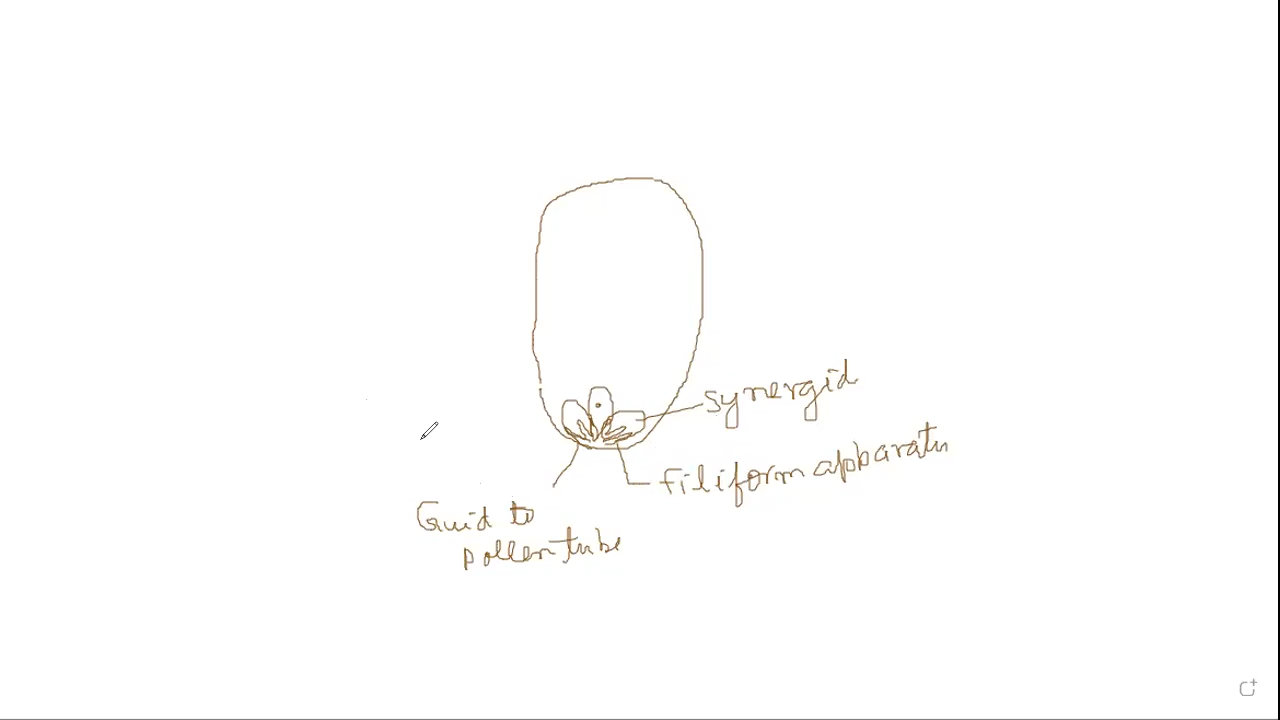 synergid
filiform apparatu
Guid to
pollen tube